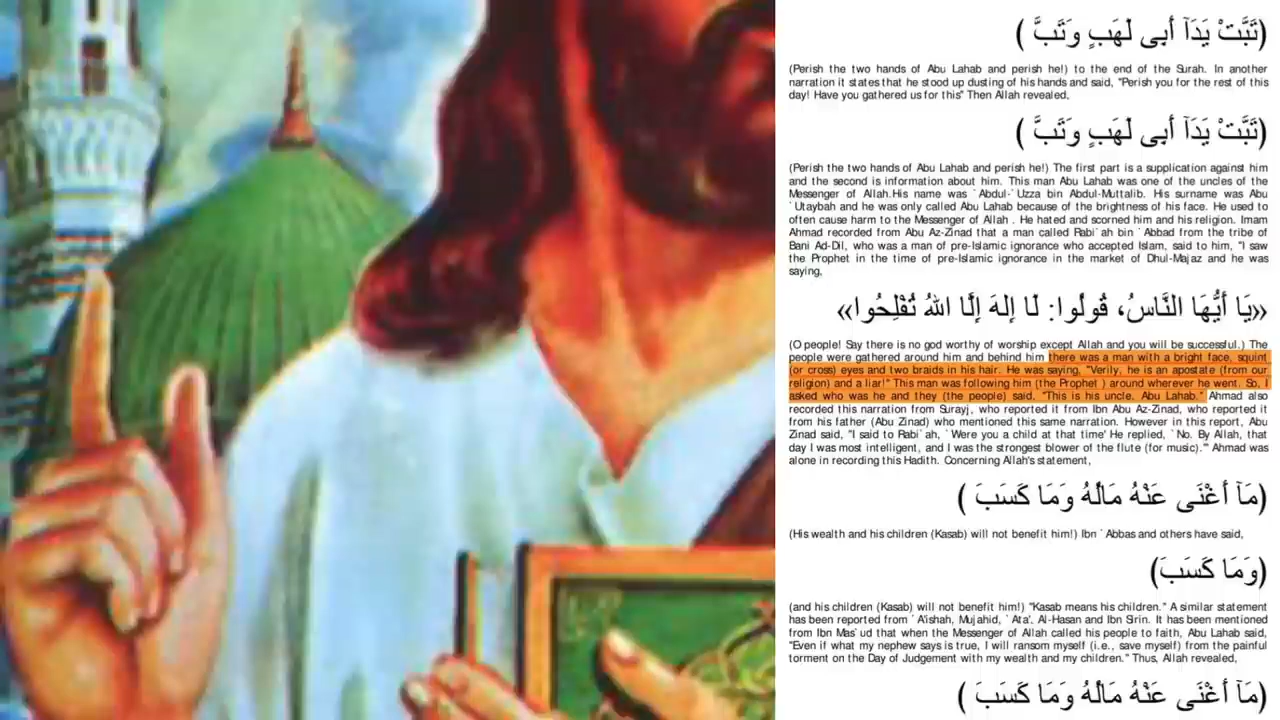 (تَبَّتْ يَدَآ أَبِى لَهَبٍ وَتَبَّ )
(Perish the two hands of Abu Lahab and perish he!) to the end of the Surah. In another
narration it states that he stood up dusting of his hands and said, "Perish you for the rest of this
day! Have you gathered us for this" Then Allah revealed,
(تَبَّتْ يَدَآ أَبِى لَهَبٍ وَتَبَّ )
(Perish the two hands of Abu Lahab and perish he!) The first part is a supplication against him
and the second is information about him. This man Abu Lahab was one of the uncles of the
Messenger of Allah.His name was `Abdul-`Uzza bin Abdul-Muttalib. His surname was Abu
`Utaybah and he was only called Abu Lahab because of the brightness of his face. He used to
often cause harm to the Messenger of Allah . He hated and scorned him and his religion. Imam
Ahmad recorded from Abu Az-Zinad that a man called Rabi`ah bin `Abbad from the tribe of
Bani Ad-Dil, who was a man of pre-Islamic ignorance who accepted Islam, said to him, "I saw
the Prophet in the time of pre-Islamic ignorance in the market of Dhul-Majaz and he was
saying,
«يَا أَيُّهَا النَّاسُ، قُولُوا: لَا إِلهَ إِلَّا اللهُ تُفْلِحُوا»
(O people! Say there is no god worthy of worship except Allah and you will be successful.) The
people were gathered around him and behind him there was a man with a bright face, squint
(or cross) eyes and two braids in his hair. He was saying, "Verily, he is an apostate (from our
religion) and a liar!" This man was following him (the Prophet ) around wherever he went. So, I
asked who was he and they (the people) said, "This is his uncle, Abu Lahab." Ahmad also
recorded this narration from Surayj, who reported it from Ibn Abu Az-Zinad, who reported it
from his father (Abu Zinad) who mentioned this same narration. However in this report, Abu
Zinad said, "I said to Rabi`ah, `Were you a child at that time' He replied, `No. By Allah, that
day I was most intelligent, and I was the strongest blower of the flute (for music).'" Ahmad was
alone in recording this Hadith. Concerning Allah's statement,
(مَآ أَغْنَى عَنْهُ مَالُهُ وَمَا كَسَبَ )
(His wealth and his children (Kasab) will not benefit him!) Ibn `Abbas and others have said,
(وَمَا كَسَبَ)
(and his children (Kasab) will not benefit him!) "Kasab means his children.'' A similar statement
has been reported from `A'ishah, Mujahid, `Ata', Al-Hasan and Ibn Sirin. It has been mentioned
from Ibn Mas`ud that when the Messenger of Allah called his people to faith, Abu Lahab said,
"Even if what my nephew says is true, I will ransom myself (i.e., save myself) from the painful
torment on the Day of Judgement with my wealth and my children.'' Thus, Allah revealed,
(مَآ أَغْنَى عَنْهُ مَالُهُ وَمَا كَسَبَ )